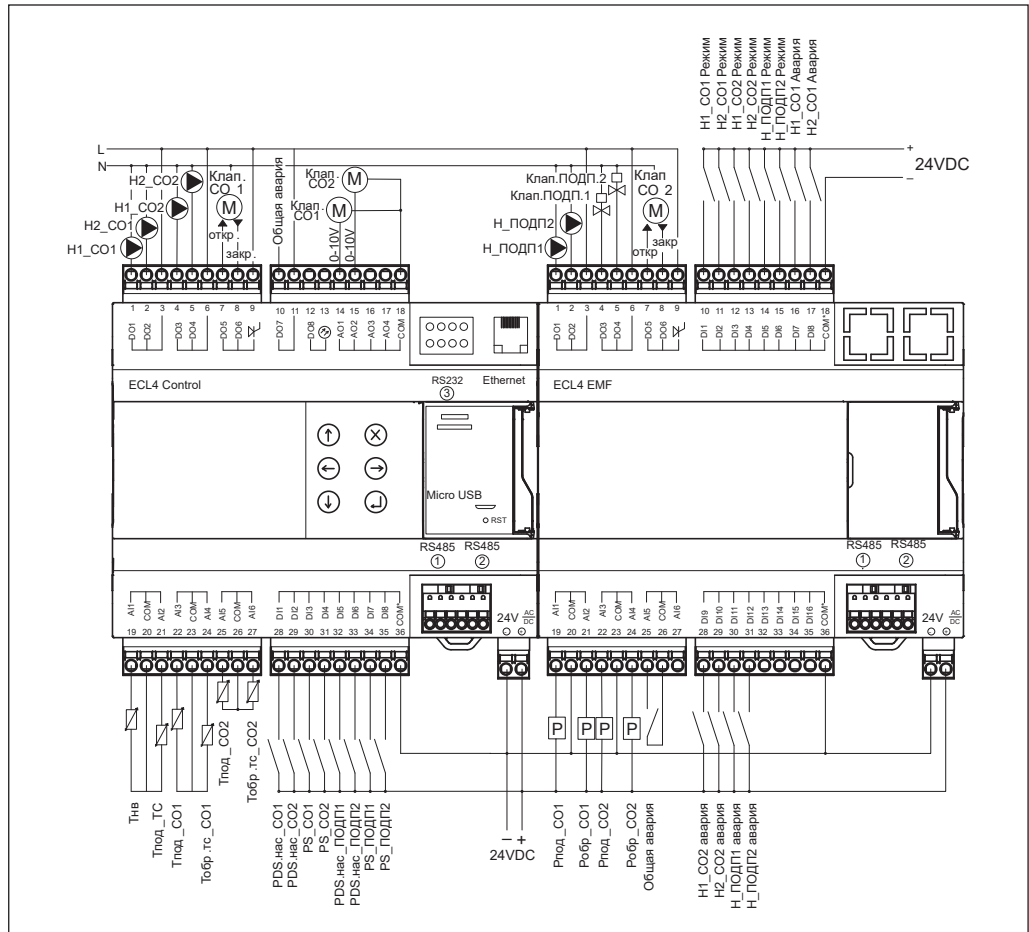 H1_CO1 Режим
H2_CO1 Режим
H1_CO2 Режим
H2_CO2 Режим
Н_ПОДП1 Режим
Н_ПОДП2 Режим
H1_CO1 Авария
H2_CO1 Авария
L
N
+
24VDC
–
H1_CO1
H2_CO1
H1_CO2
H2_CO2
Клап.
CO_1
M
откр.
закр.
Общая авария
Клап.
CO2
M
Клап.
CO1
M
0-10V
0-10V
Н_ПОДП1
Н_ПОДП2
Клап.ПОДП.1
Клап.ПОДП.2
Клап
CO 2
M
откр
закр
1 2 3 4 5 6 7 8 9
DO1 DO2 DO3 DO4 DO5 DO6
10 11 12 13 14 15 16 17 18
DO7 DO8 AO1 AO2 AO3 AO4 COM
1 2 3 4 5 6 7 8 9
DO1 DO2 DO3 DO4 DO5 DO6
10 11 12 13 14 15 16 17 18
DI1 DI2 DI3 DI4 DI5 DI6 DI7 DI8 COM*
ECL4 Control
RS232
③
Ethernet
ECL4 EMF
Micro USB
RST
RS485 RS485
① ②
RS485 RS485
① ②
AI1 COM AI2 AI3 COM AI4 AI5 COM AI6
19 20 21 22 23 24 25 26 27
DI1 DI2 DI3 DI4 DI5 DI6 DI7 DI8 COM*
28 29 30 31 32 33 34 35 36
24V AC DC
AI1 COM AI2 AI3 COM AI4 AI5 COM AI6
19 20 21 22 23 24 25 26 27
DI9 DI10 DI11 DI12 DI13 DI14 DI15 DI16 COM*
28 29 30 31 32 33 34 35 36
24V AC DC
Тнв
Тпод_ТС
Тпод_СО1
Тобр.тс_СО1
Тпод_СО2
Тобр.тс_СО2
PDS.нас_CO1
PDS.нас_CO2
PS_CO1
PS_CO2
PDS.нас_ПОДП1
PDS.нас_ПОДП2
PS_ПОДП1
PS_ПОДП2
– +
24VDC
P P P P
Рпод_СО1
Робр_СО1
Рпод_СО2
Робр_СО2
Общая авария
H1_CO2 авария
H2_CO2 авария
Н_ПОДП1 авария
Н_ПОДП2 авария